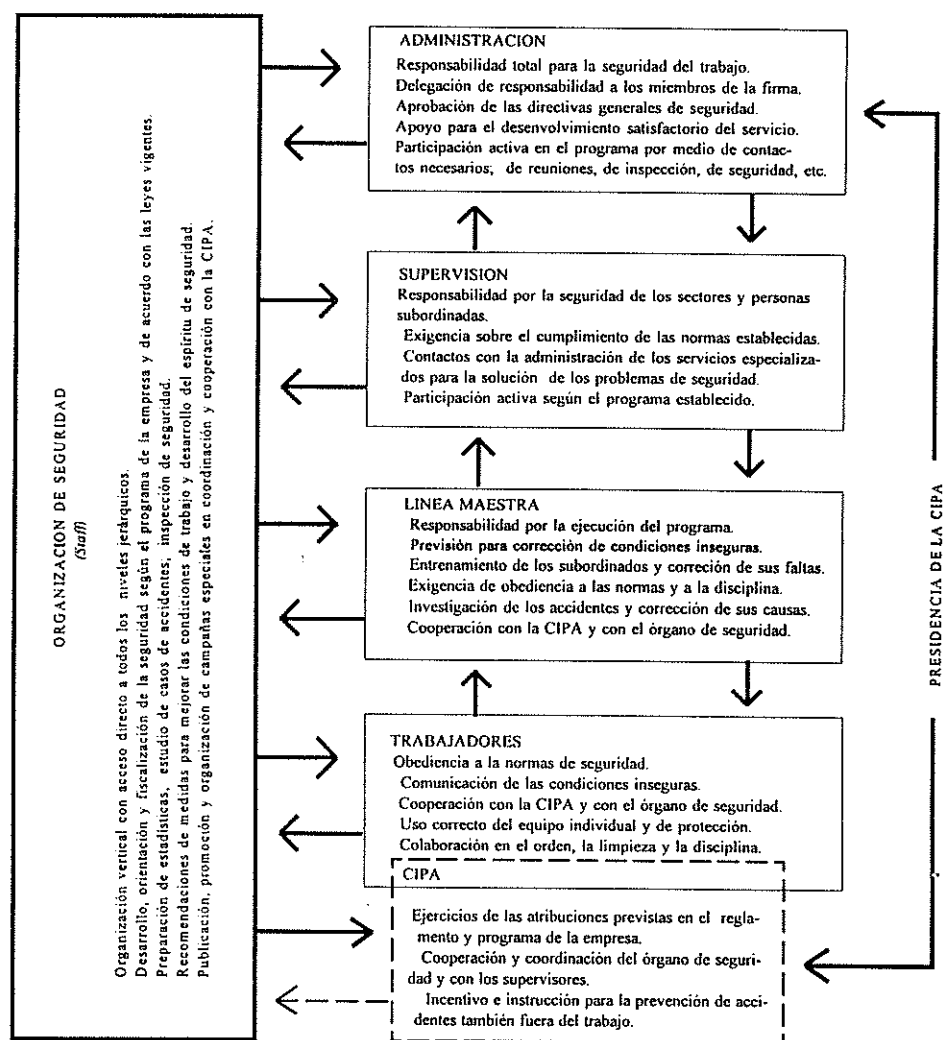 ORGANIZACION DE SEGURIDAD
(Staff)
Organización vertical con acceso directo a todos los niveles jerárquicos.
Desarrollo, orientación y fiscalización de la seguridad según el programa de la empresa y de acuerdo con las leyes vigentes.
Preparación de estadísticas, estudio de casos de accidentes, inspección de seguridad.
Recomendaciones de medidas para mejorar las condiciones de trabajo y desarrollo del espíritu de seguridad.
Publicación, promoción y organización de campañas especiales en coordinación y cooperación con la CIPA.
ADMINISTRACION
Responsabilidad total para la seguridad del trabajo.
Delegación de responsabilidad a los miembros de la firma.
Aprobación de las directivas generales de seguridad.
Apoyo para el desenvolvimiento satisfactorio del servicio.
Participación activa en el programa por medio de contac-
tos necesarios; de reuniones, de inspección, de seguridad, etc.
SUPERVISION
Responsabilidad por la seguridad de los sectores y personas
subordinadas.
Exigencia sobre el cumplimiento de las normas establecidas.
Contactos con la administración de los servicios especializa-
dos para la solución de los problemas de seguridad.
Participación activa según el programa establecido.
LINEA MAESTRA
Responsabilidad por la ejecución del programa.
Previsión para corrección de condiciones inseguras.
Entrenamiento de los subordinados y correción de sus faltas.
Exigencia de obediencia a las normas y a la disciplina.
Investigación de los accidentes y corrección de sus causas.
Cooperación con la CIPA y con el órgano de seguridad.
TRABAJADORES
Obediencia a la normas de seguridad.
Comunicación de las condiciones inseguras.
Cooperación con la CIPA y con el órgano de seguridad.
Uso correcto del equipo individual y de protección.
Colaboración en el orden, la limpieza y la disciplina.
CIPA
Ejercicios de las atribuciones previstas en el regla-
mento y programa de la empresa.
Cooperación y coordinación del órgano de seguri-
dad y con los supervisores.
Incentivo e instrucción para la prevención de acci-
dentes también fuera del trabajo.
PRESIDENCIA DE LA CIPA